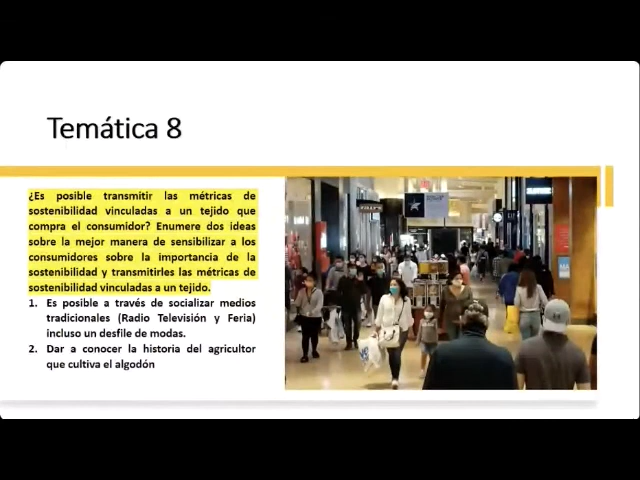 Temática 8
¿Es posible transmitir las métricas de
sostenibilidad vinculadas a un tejido que
compra el consumidor? Enumere dos ideas
sobre la mejor manera de sensibilizar a los
consumidores sobre la importancia de la
sostenibilidad y transmitirles las métricas de
sostenibilidad vinculadas a un tejido.
1. Es posible a través de socializar medios
tradicionales (Radio Televisión y Feria)
incluso un desfile de modas.
2. Dar a conocer la historia del agricultor
que cultiva el algodón